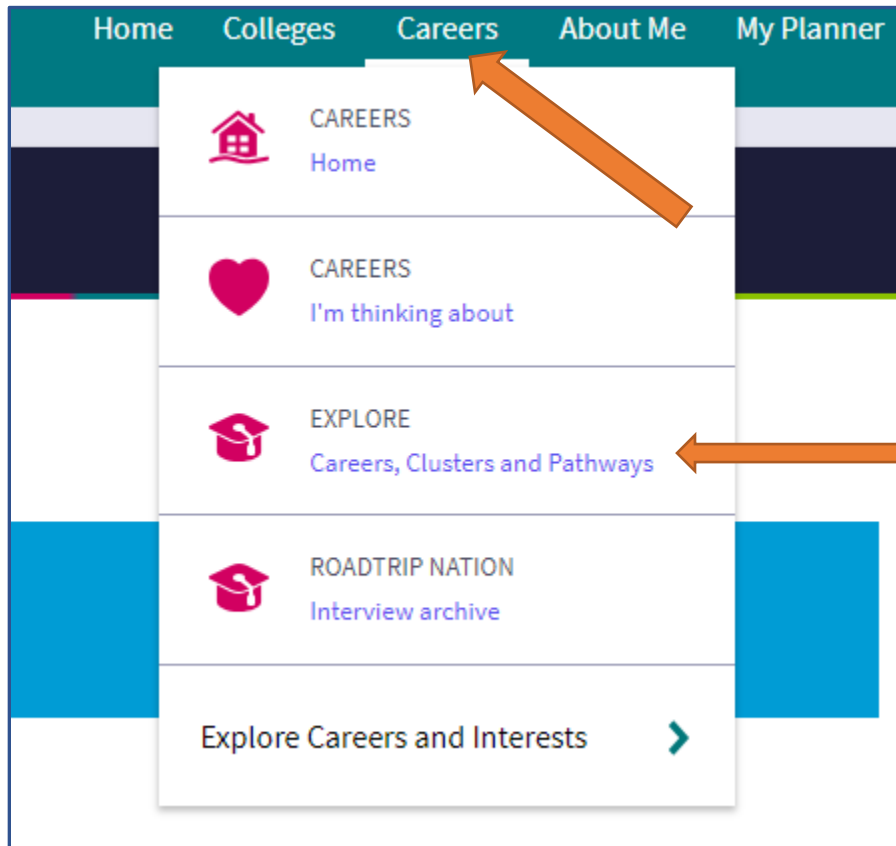 Home Colleges Careers About Me My Planner
CAREERS
Home
CAREERS
I'm thinking about
EXPLORE
Careers, Clusters and Pathways
ROADTRIP NATION
Interview archive
Explore Careers and Interests